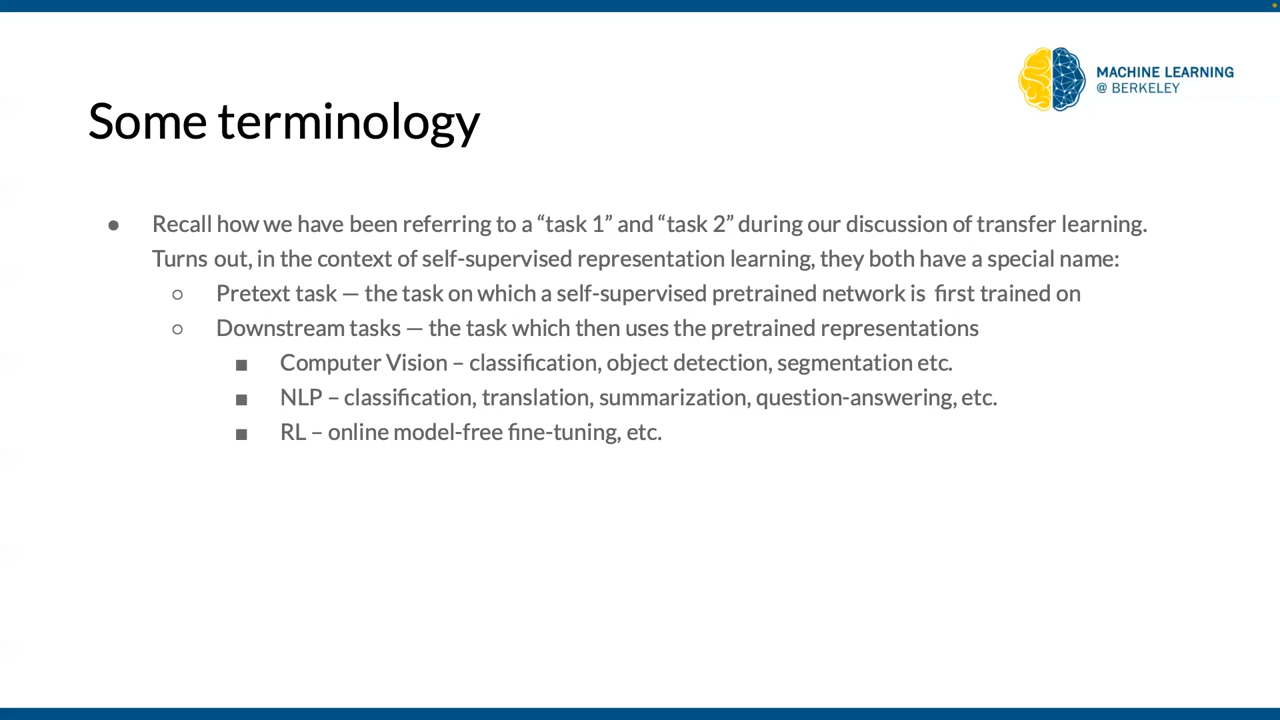 MACHINE LEARNING
@ BERKELEY
Some terminology
● Recall how we have been referring to a “task 1” and “task 2” during our discussion of transfer learning.
Turns out, in the context of self-supervised representation learning, they both have a special name:
○ Pretext task — the task on which a self-supervised pretrained network is first trained on
○ Downstream tasks — the task which then uses the pretrained representations
■ Computer Vision – classification, object detection, segmentation etc.
■ NLP – classification, translation, summarization, question-answering, etc.
■ RL – online model-free fine-tuning, etc.